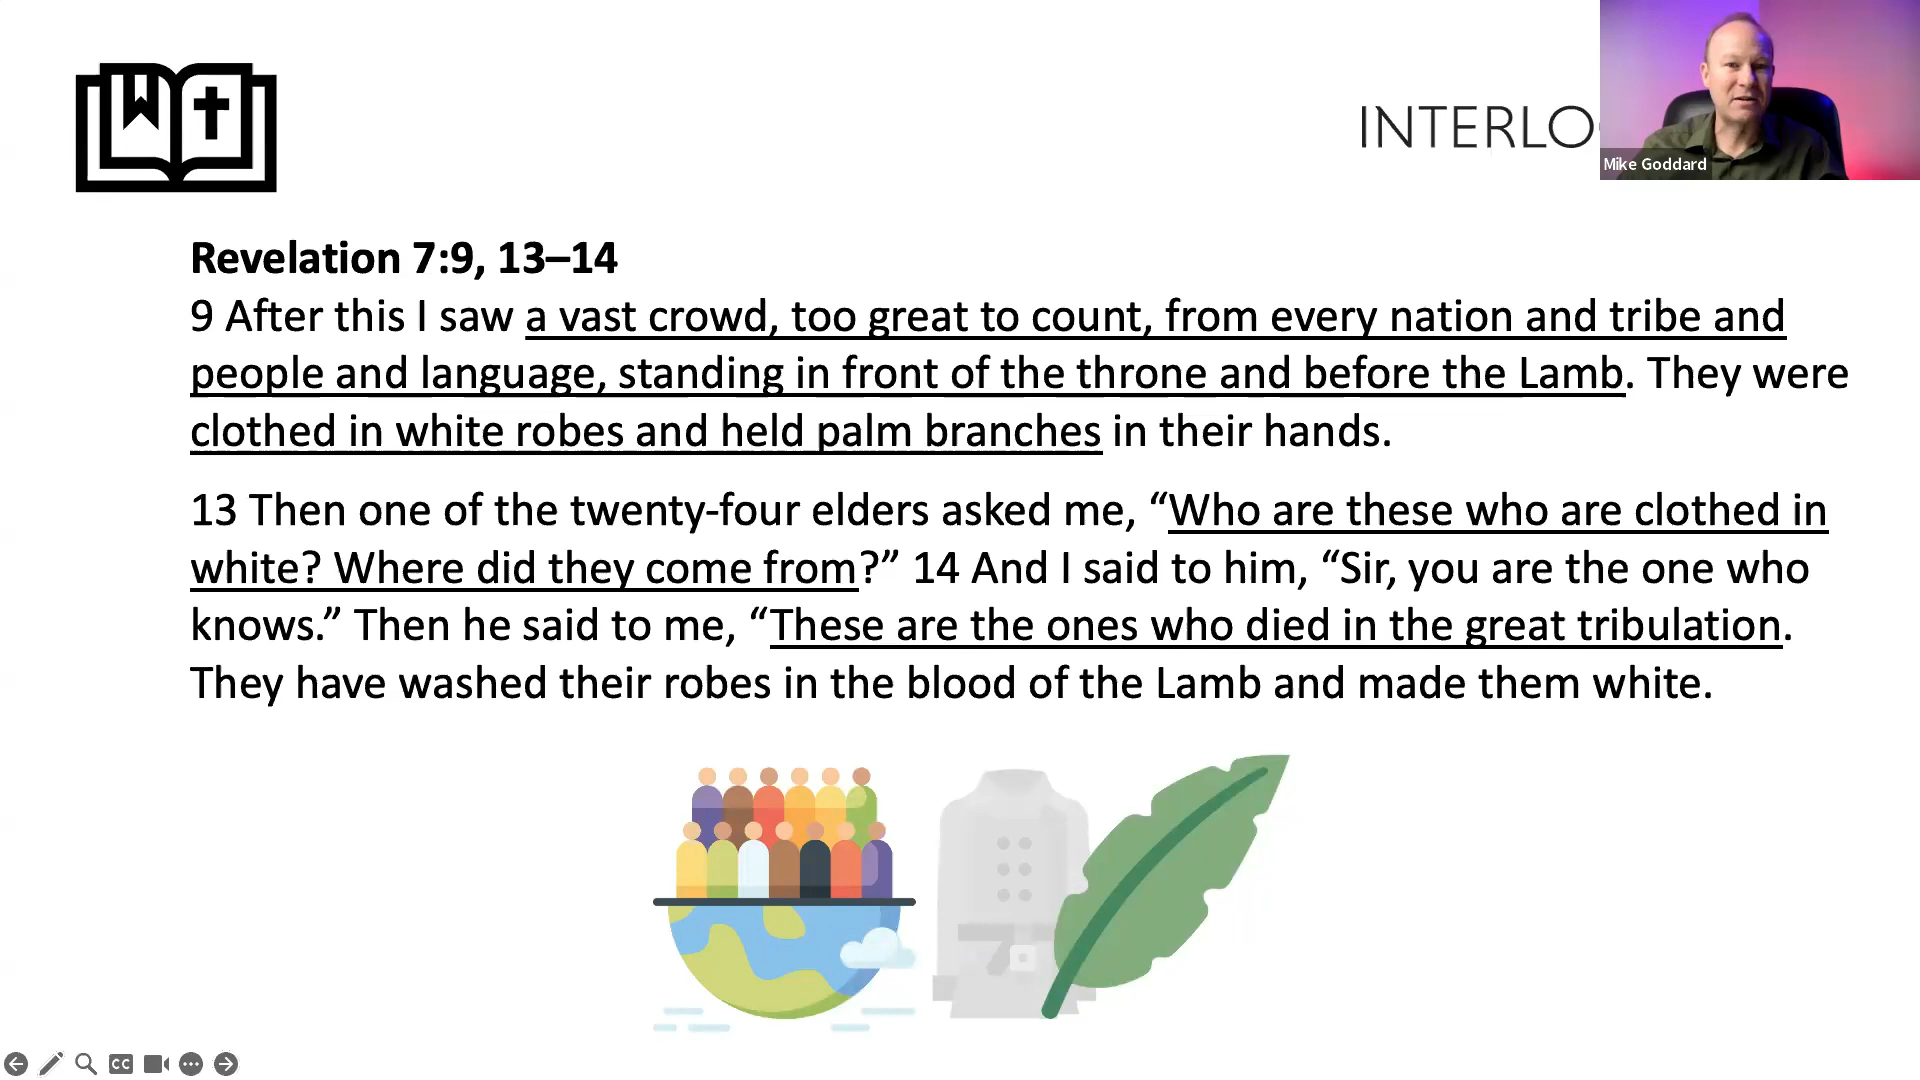 INTERLO
Mike Goddard
Revelation 7:9, 13–14
9 After this I saw a vast crowd, too great to count, from every nation and tribe and
people and language, standing in front of the throne and before the Lamb. They were
clothed in white robes and held palm branches in their hands.
13 Then one of the twenty-four elders asked me, “Who are these who are clothed in
white? Where did they come from?” 14 And I said to him, “Sir, you are the one who
knows.” Then he said to me, “These are the ones who died in the great tribulation.
They have washed their robes in the blood of the Lamb and made them white.
CC